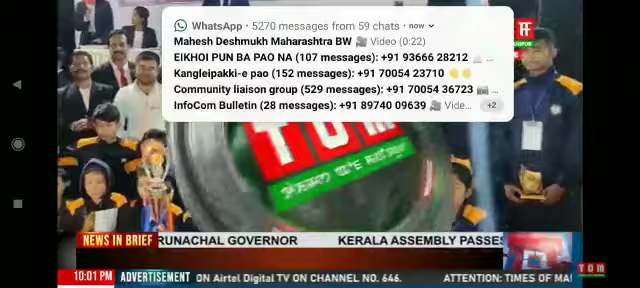 WhatsApp • 5270 messages from 59 chats • now
Mahesh Deshmukh Maharashtra BW 🎥 Video (0:22)
EIKHOI PUN BA PAO NA (107 messages): +91 93666 28212 ...
Kangleipakki-e pao (152 messages): +91 70054 23710 👏👏
Community liaison group (529 messages): +91 70054 36723 📷 ...
InfoCom Bulletin (28 messages): +91 89740 09639 🎥 Vide... +2
TOM
NEWS IN BRIEF RUNACHAL GOVERNOR KERALA ASSEMBLY PASSES
10:01 PM ADVERTISEMENT ON Airtel Digital TV ON CHANNEL NO. 646. ATTENTION: TIMES OF MA
TOM